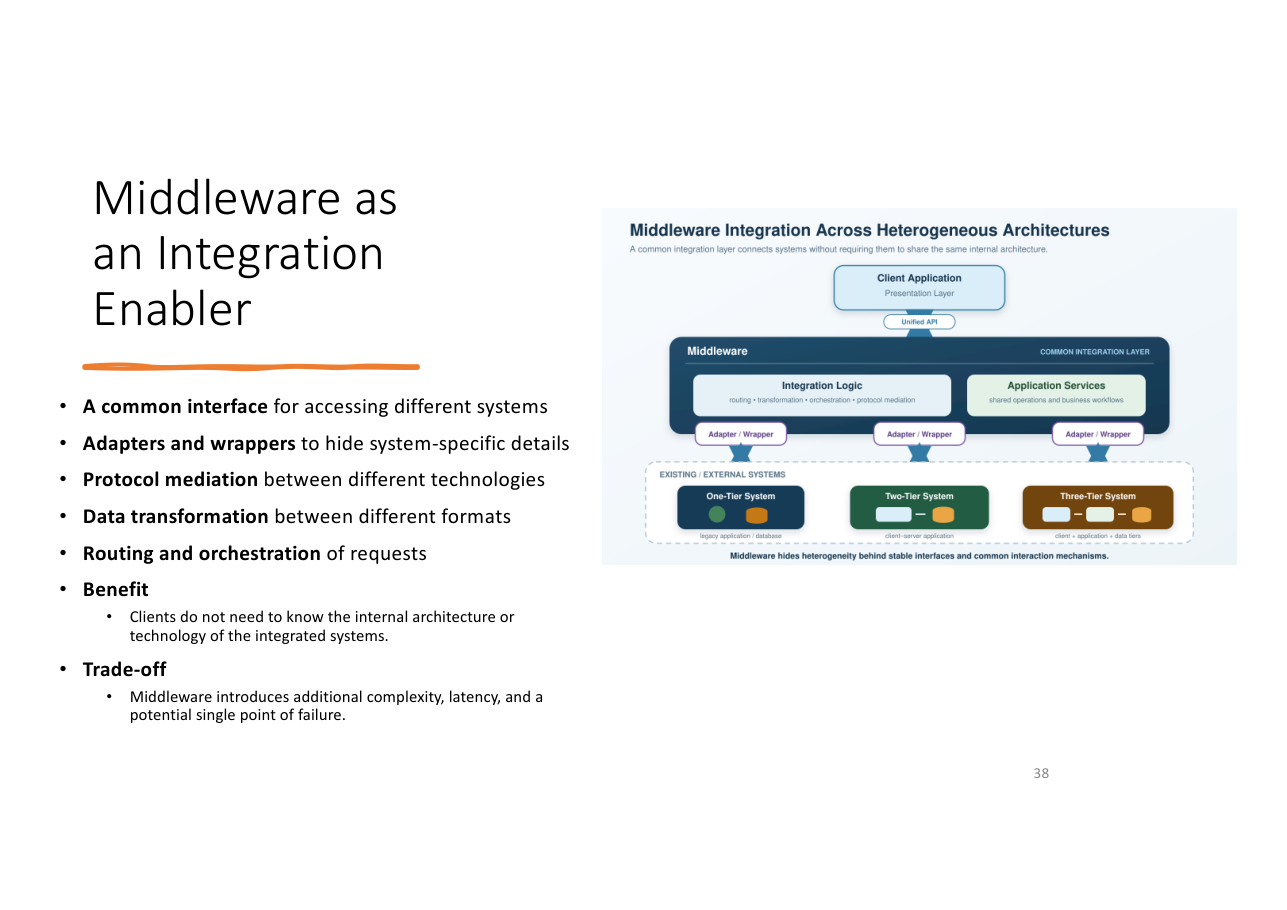 Middleware as
an Integration
Enabler
• A common interface for accessing different systems
• Adapters and wrappers to hide system-specific details
• Protocol mediation between different technologies
• Data transformation between different formats
• Routing and orchestration of requests
• Benefit
• Clients do not need to know the internal architecture or
technology of the integrated systems.
• Trade-off
• Middleware introduces additional complexity, latency, and a
potential single point of failure.
Middleware Integration Across Heterogeneous Architectures
A common integration layer connects systems without requiring them to share the same internal architecture.
Client Application
Presentation Layer
Unified API
Middleware
COMMON INTEGRATION LAYER
Integration Logic
routing • transformation • orchestration • protocol mediation
Application Services
shared operations and business workflows
Adapter / Wrapper
Adapter / Wrapper
Adapter / Wrapper
EXISTING / EXTERNAL SYSTEMS
One-Tier System
legacy application / database
Two-Tier System
client–server application
Three-Tier System
client + application + data tiers
Middleware hides heterogeneity behind stable interfaces and common interaction mechanisms.
38